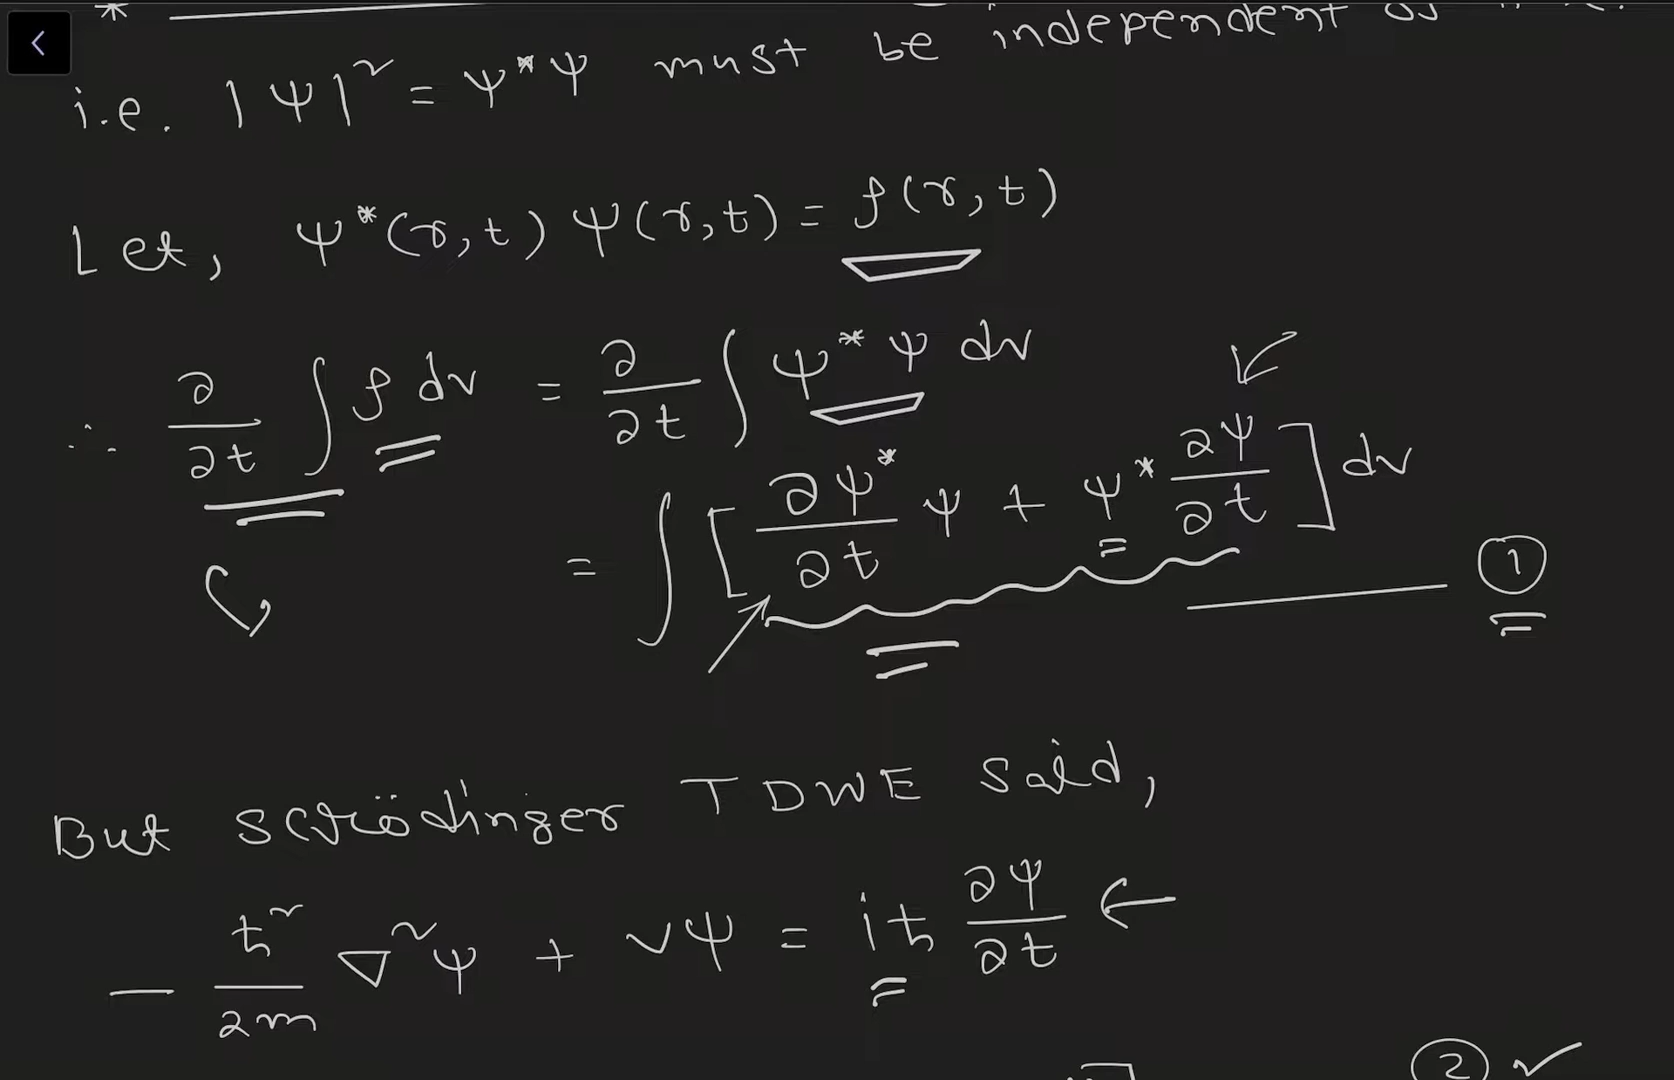 * be independent of
i.e. |ψ|² = ψ*ψ must
Let, ψ*(r,t) ψ(r,t) = ρ(r,t)
∴ ∂/∂t ∫ρ dv = ∂/∂t ∫ψ*ψ dv
= ∫[∂ψ*/∂t ψ + ψ* ∂ψ/∂t] dv ——— ①
But scrödinger TDWE said,
— ħ²/2m ∇²ψ + vψ = iħ ∂ψ/∂t ←
② ✓